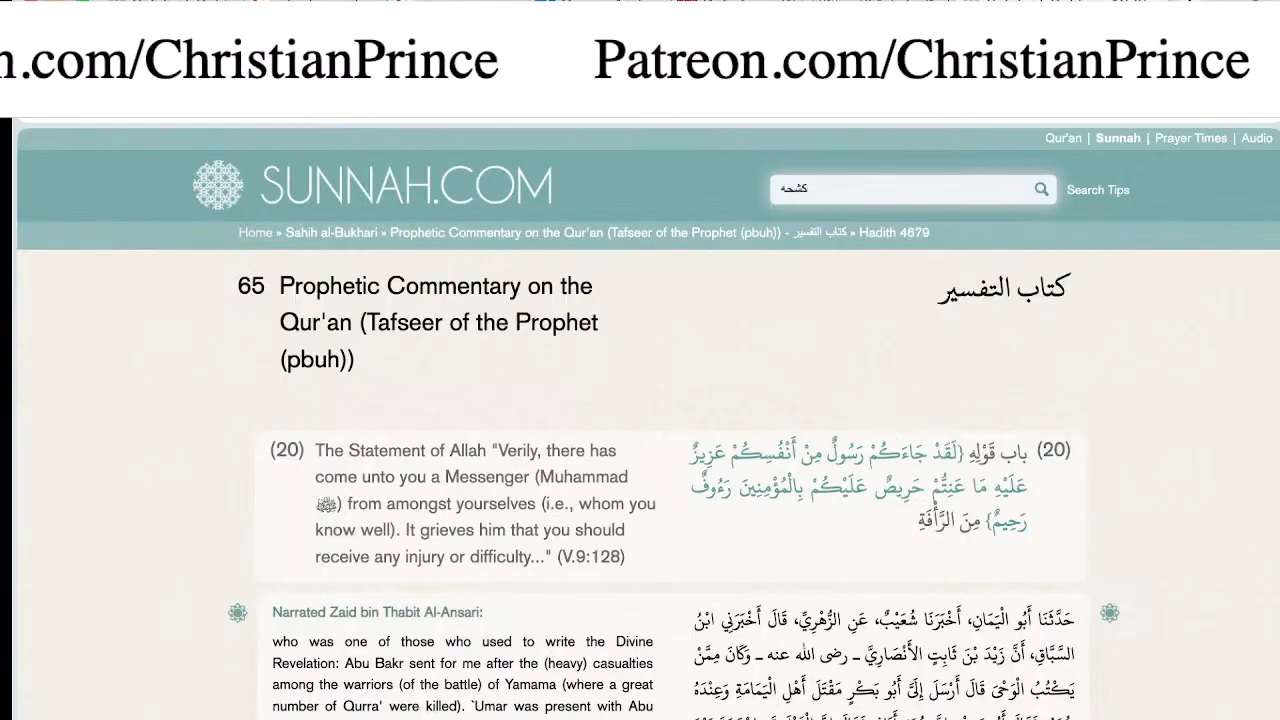 n.com/ChristianPrince Patreon.com/ChristianPrince
Qur'an | Sunnah | Prayer Times | Audio
SUNNAH.COM
كشحه
Search Tips
Home » Sahih al-Bukhari » Prophetic Commentary on the Qur'an (Tafseer of the Prophet (pbuh)) - كتاب التفسير » Hadith 4679
65 Prophetic Commentary on the
Qur'an (Tafseer of the Prophet
(pbuh))
كتاب التفسير
(20) The Statement of Allah "Verily, there has
come unto you a Messenger (Muhammad
ﷺ) from amongst yourselves (i.e., whom you
know well). It grieves him that you should
receive any injury or difficulty..." (V.9:128)
(20) باب قَوْلِهِ {لَقَدْ جَاءَكُمْ رَسُولٌ مِنْ أَنْفُسِكُمْ عَزِيزٌ
عَلَيْهِ مَا عَنِتُّمْ حَرِيصٌ عَلَيْكُمْ بِالْمُؤْمِنِينَ رَءُوفٌ
رَحِيمٌ} مِنَ الرَّأْفَةِ
Narrated Zaid bin Thabit Al-Ansari:
who was one of those who used to write the Divine
Revelation: Abu Bakr sent for me after the (heavy) casualties
among the warriors (of the battle) of Yamama (where a great
number of Qurra' were killed). `Umar was present with Abu
حَدَّثَنَا أَبُو الْيَمَانِ، أَخْبَرَنَا شُعَيْبٌ، عَنِ الزُّهْرِيِّ، قَالَ أَخْبَرَنِي ابْنُ
السَّبَّاقِ، أَنَّ زَيْدَ بْنَ ثَابِتٍ الأَنْصَارِيَّ ـ رضى الله عنه ـ وَكَانَ مِمَّنْ
يَكْتُبُ الْوَحْىَ قَالَ أَرْسَلَ إِلَىَّ أَبُو بَكْرٍ مَقْتَلَ أَهْلِ الْيَمَامَةِ وَعِنْدَهُ